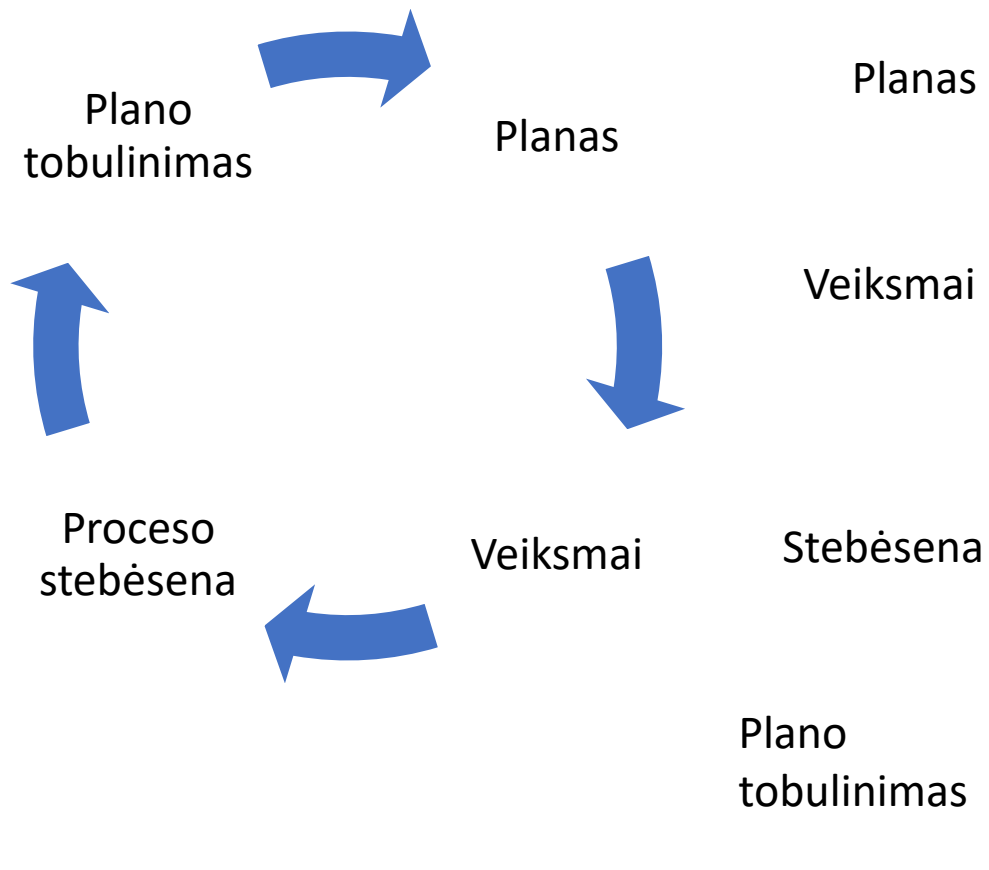 Plano
tobulinimas
Planas
Proceso
stebėsena
Veiksmai
Planas
Veiksmai
Stebėsena
Plano
tobulinimas